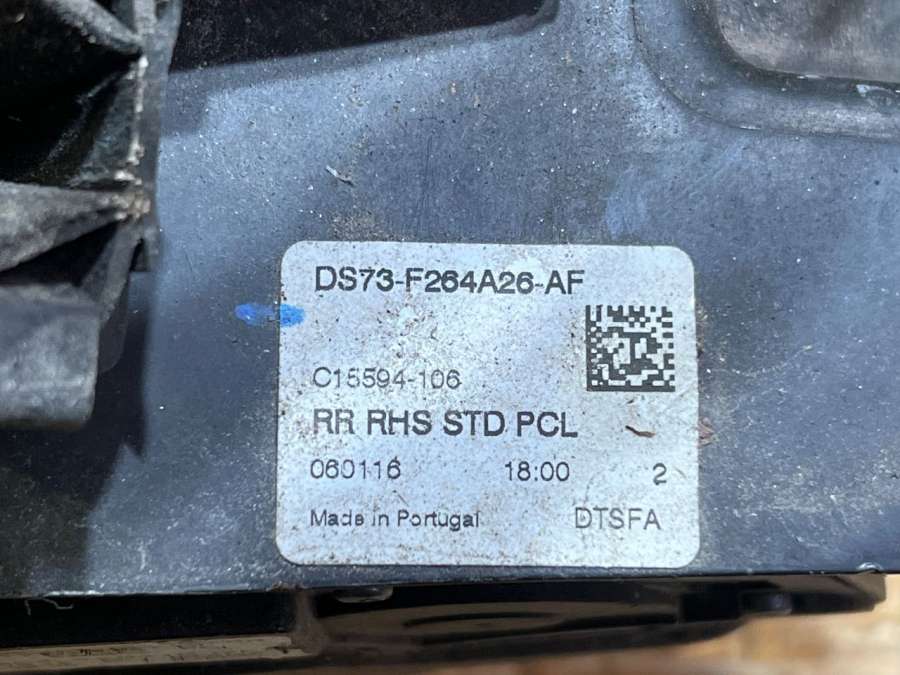 DS73-F264A26-AF
C15594-106
RR RHS STD PCL
060116 18:00 2
Made in Portugal DTSFA